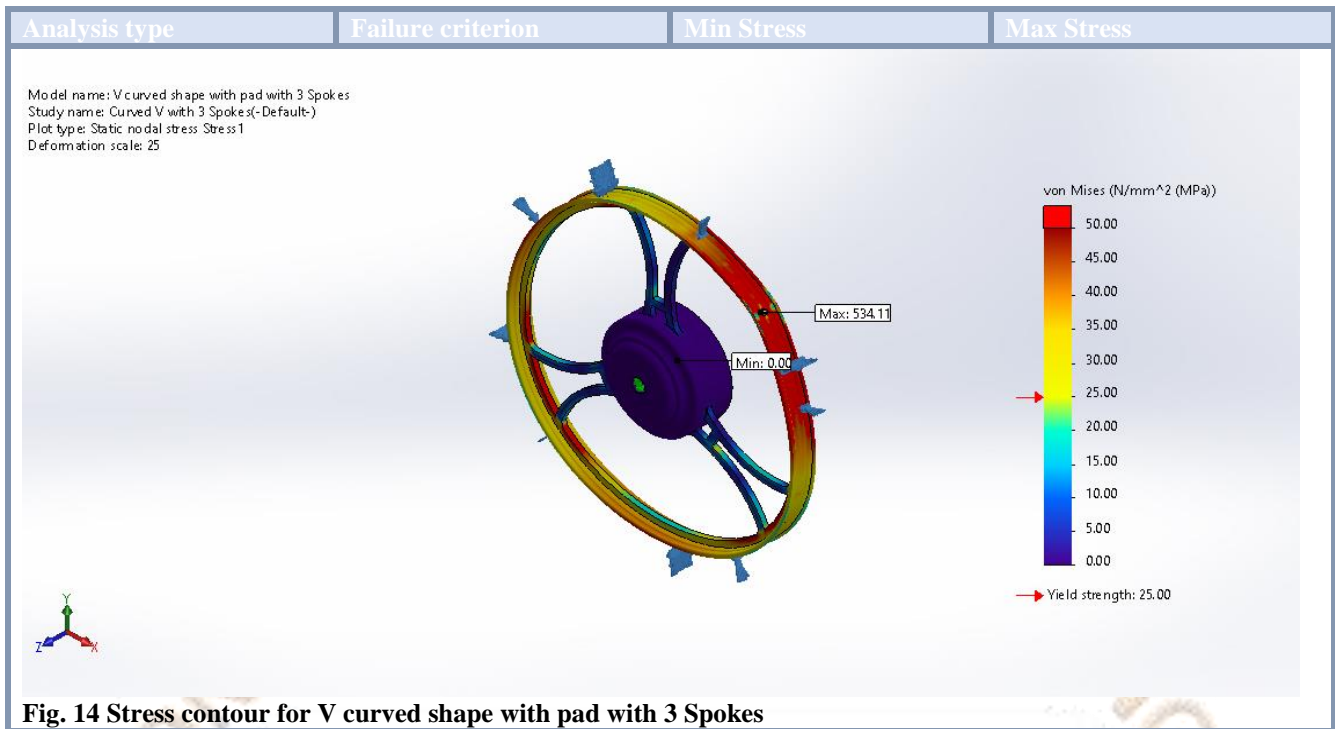 Analysis type Failure criterion Min Stress Max Stress
Model name: V curved shape with pad with 3 Spokes
Study name: Curved V with 3 Spokes(-Default-)
Plot type: Static nodal stress Stress1
Deformation scale: 25
von Mises (N/mm^2 (MPa))
50.00
45.00
40.00
Max: 534.11
35.00
30.00
Min: 0.00
25.00
20.00
15.00
10.00
5.00
0.00
Yield strength: 25.00
Y
Z X
Fig. 14 Stress contour for V curved shape with pad with 3 Spokes